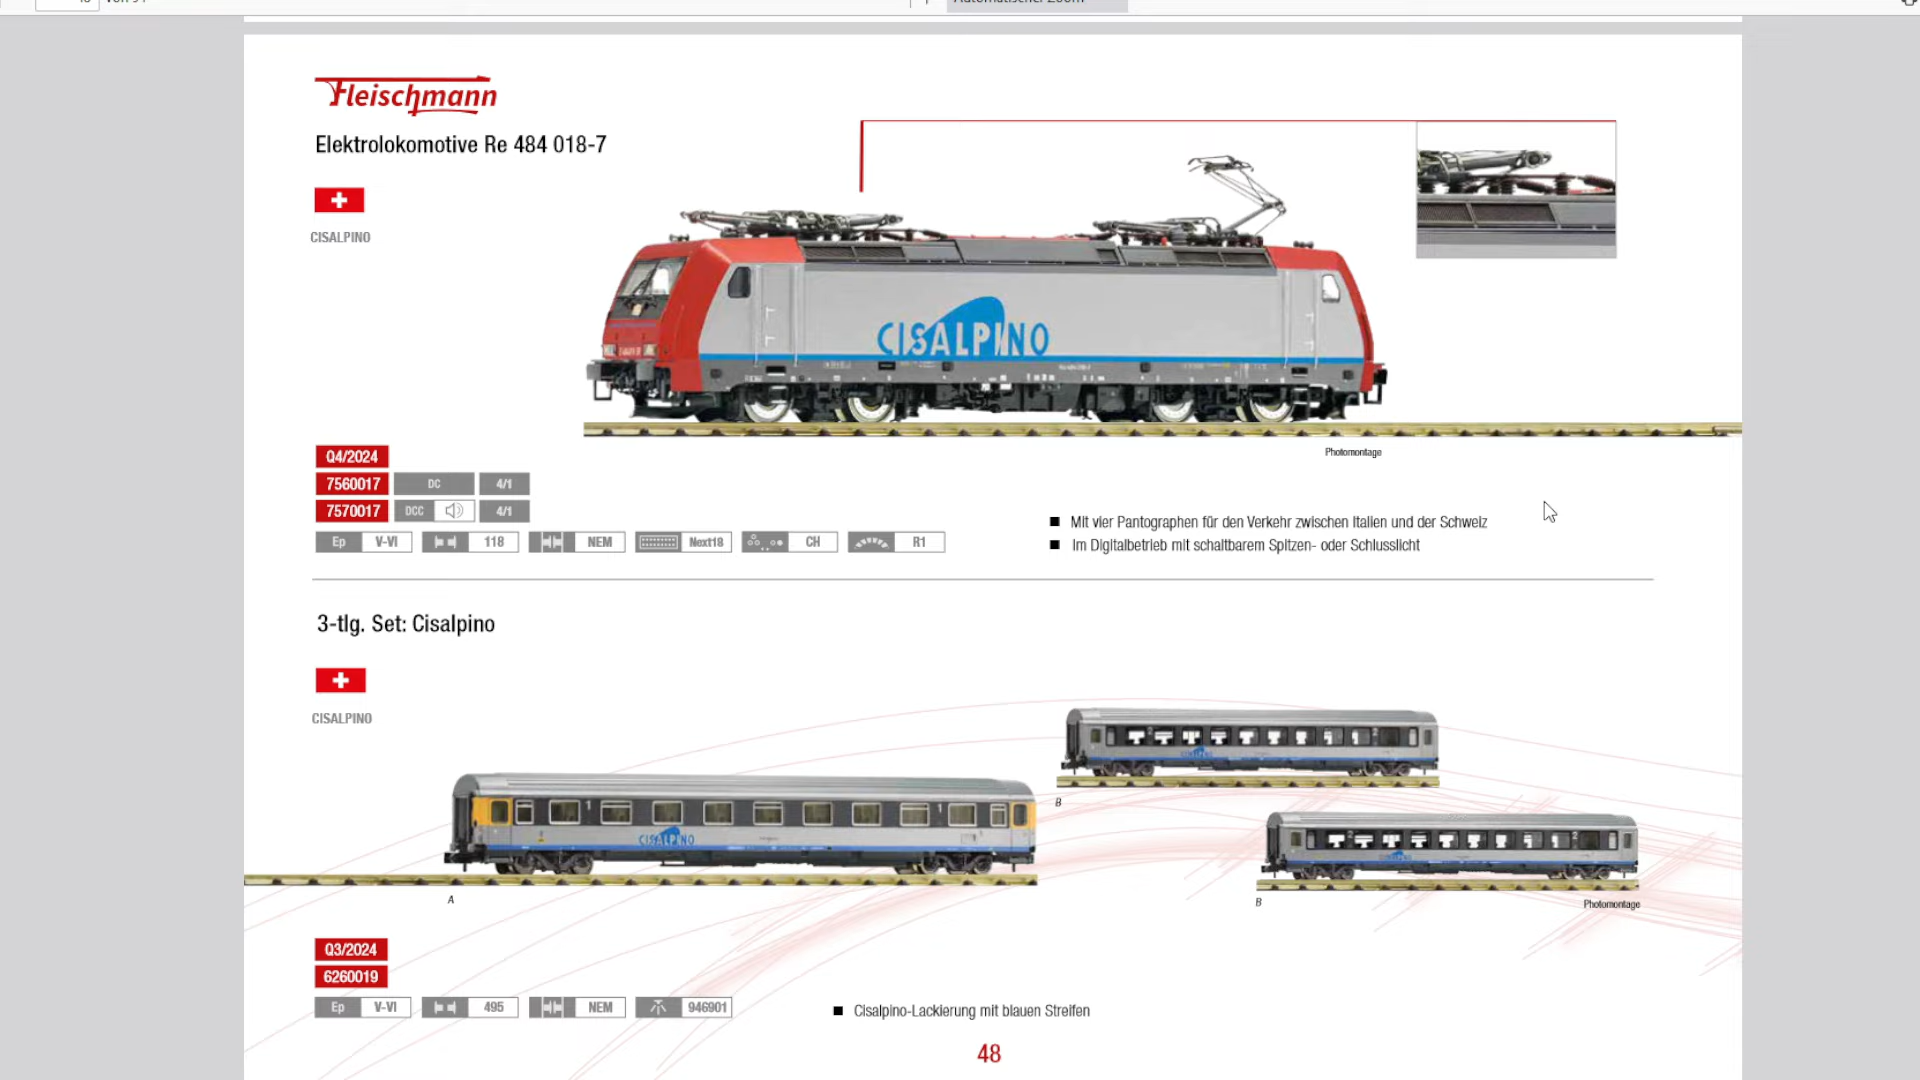 Fleischmann
Elektrolokomotive Re 484 018-7
CISALPINO
CISALPINO
Photomontage
Q4/2024
7560017 DC 4/1
7570017 DCC 4/1
Ep V-VI 118 NEM Next18 CH R1
Mit vier Pantographen für den Verkehr zwischen Italien und der Schweiz
Im Digitalbetrieb mit schaltbarem Spitzen- oder Schlusslicht
3-tlg. Set: Cisalpino
CISALPINO
B
CISALPINO
A
B
Photomontage
Q3/2024
6260019
Ep V-VI 495 NEM 946901
Cisalpino-Lackierung mit blauen Streifen
48